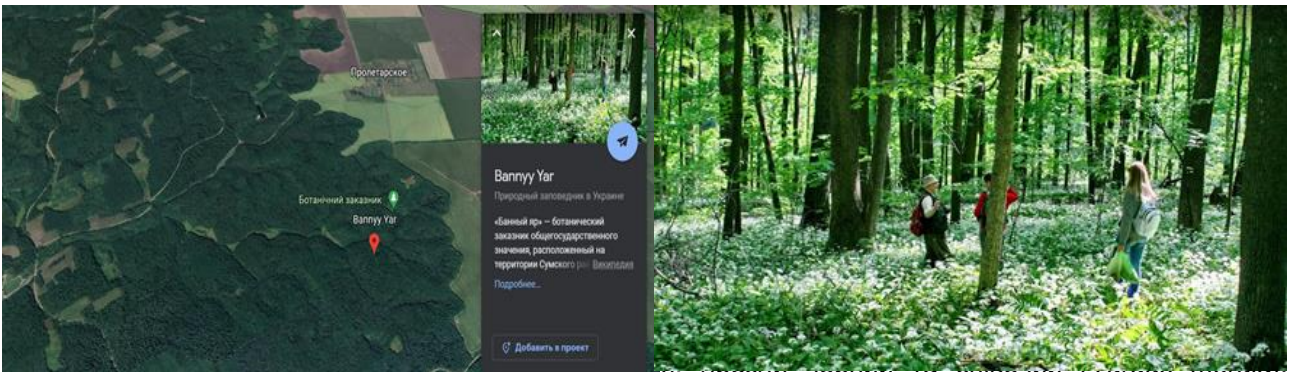 Пролетарское
Ботанічний заказник
Bannyy Yar
Bannyy Yar
Природный заповедник в Украине
«Банный яр» — ботанический
заказник общегосударственного
значения, расположенный на
территории Сумского Википедия
Подробнее...
Добавить в проект